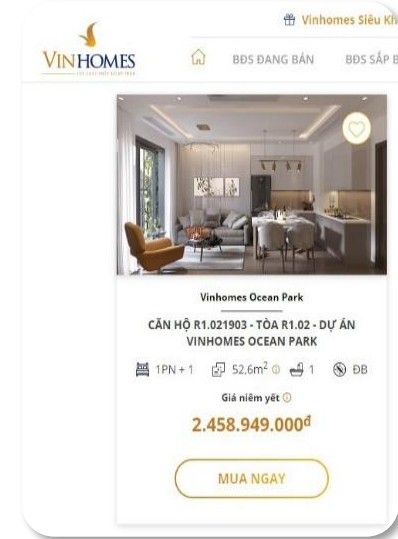 Vinhomes Siêu Kh
VINHOMES
BĐS ĐANG BÁN BĐS SẮP B
Vinhomes Ocean Park
CĂN HỘ R1.021903 - TÒA R1.02 - DỰ ÁN
VINHOMES OCEAN PARK
1PN + 1 52,6m² 1 ĐB
Giá niêm yết
2.458.949.000đ
MUA NGAY